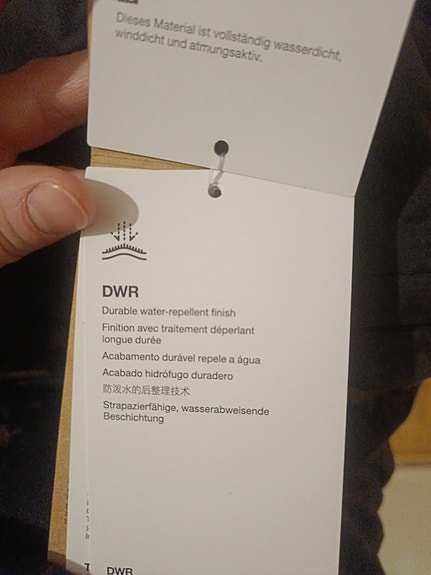 Dieses Material ist vollständig wasserdicht,
winddicht und atmungsaktiv.
DWR
Durable water-repellent finish
Finition avec traitement déperlant
longue durée
Acabamento durável repele a água
Acabado hidrófugo duradero
防泼水的后整理技术
Strapazierfähige, wasserabweisende
Beschichtung
DWR